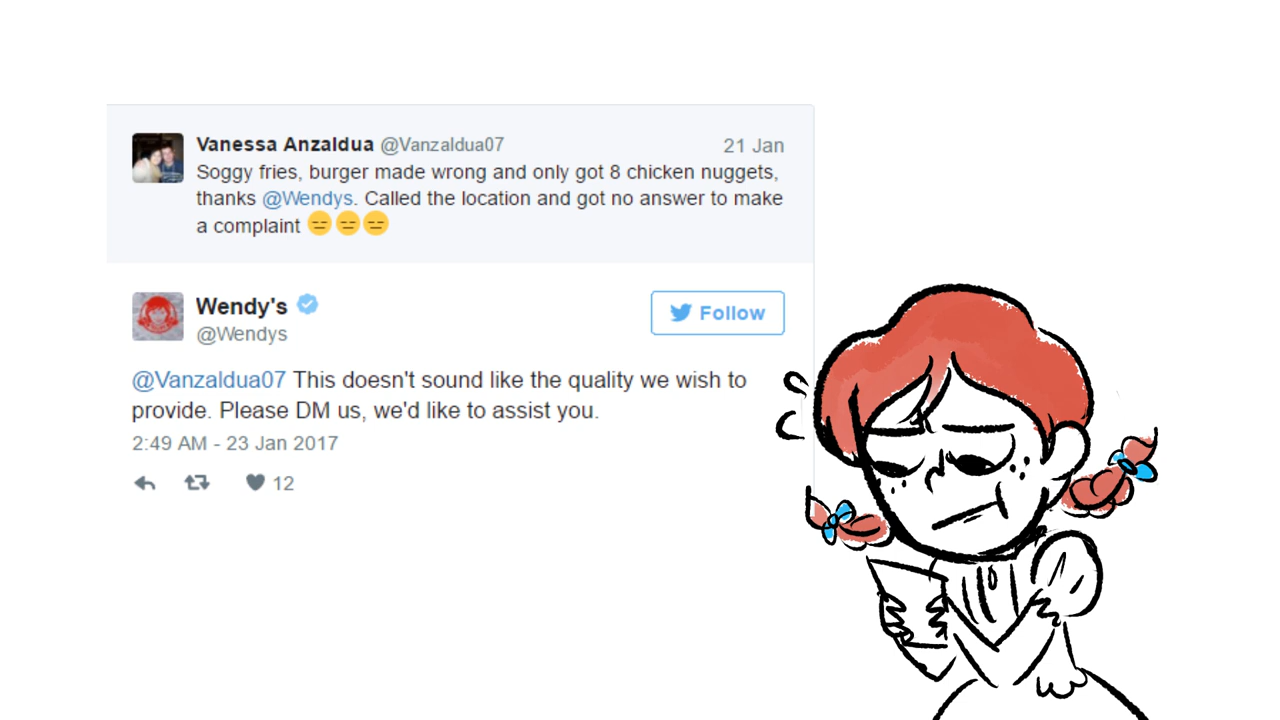 Vanessa Anzaldua @Vanzaldua07 21 Jan
Soggy fries, burger made wrong and only got 8 chicken nuggets,
thanks @Wendys. Called the location and got no answer to make
a complaint 😑😑😑
Wendy's
Follow
@Wendys
@Vanzaldua07 This doesn't sound like the quality we wish to
provide. Please DM us, we'd like to assist you.
2:49 AM - 23 Jan 2017
12